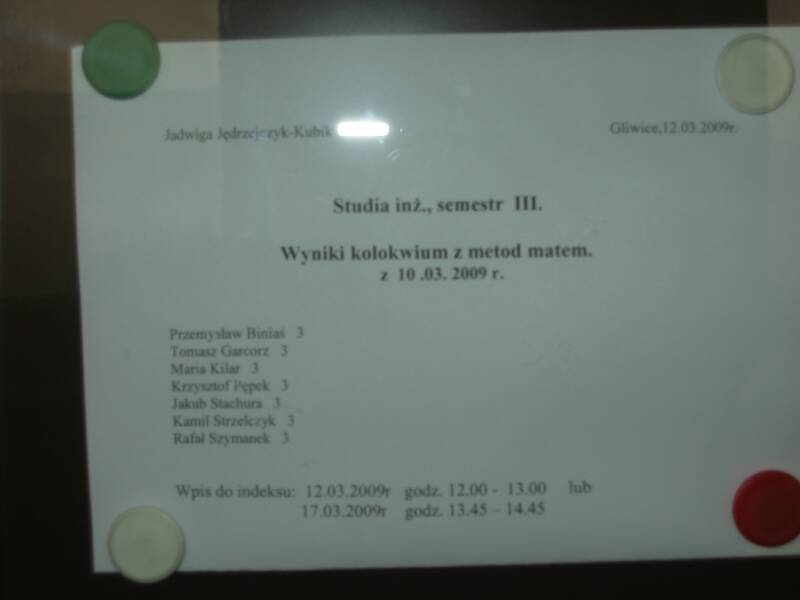 Jadwiga Jędrzejczyk-Kubik
Gliwice,12.03.2009r.
Studia inż., semestr III.
Wyniki kolokwium z metod matem.
z 10 .03. 2009 r.
Przemysław Biniaś 3
Tomasz Garcorz 3
Maria Kilar 3
Krzysztof Pępek 3
Jakub Stachura 3
Kamil Strzelczyk 3
Rafał Szymanek 3
Wpis do indeksu: 12.03.2009r godz. 12.00 - 13.00 lub
17.03.2009r godz. 13.45 – 14.45